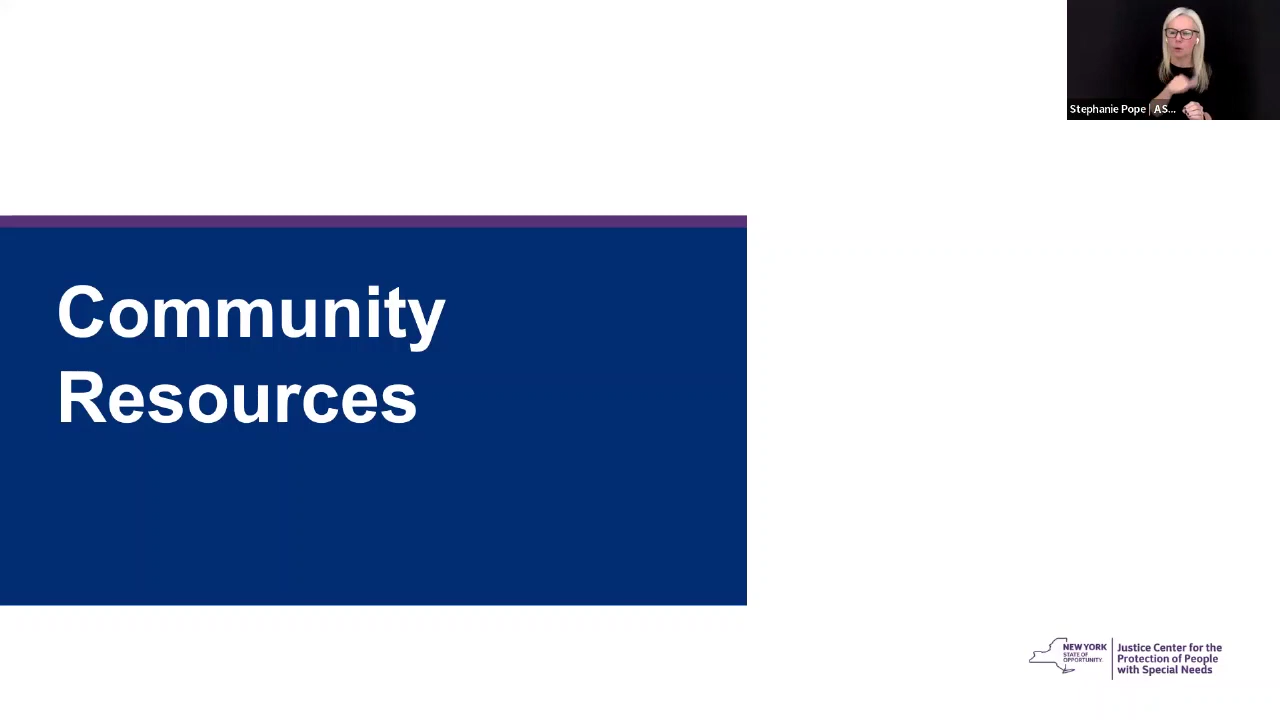 Stephanie Pope | AS...
Community
Resources
NEW YORK
STATE OF
OPPORTUNITY.
Justice Center for the
Protection of People
with Special Needs